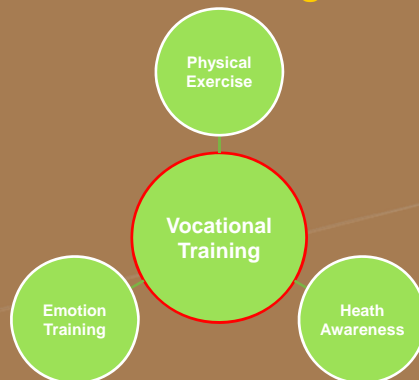 Physical
Exercise
Vocational
Training
Emotion
Training
Heath
Awareness